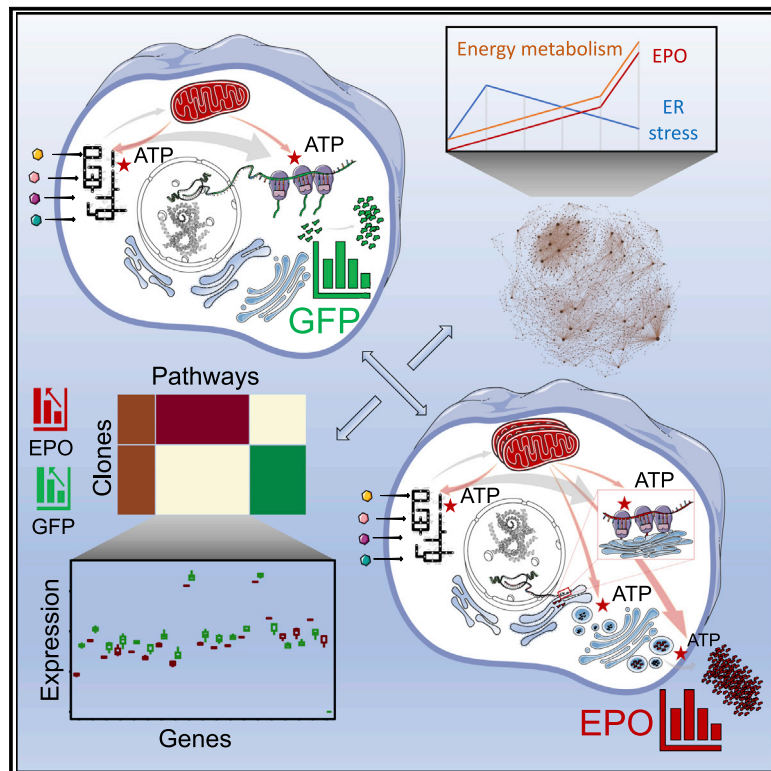 Energy metabolism
EPO
ER
stress
ATP
ATP
GFP
Pathways
Clones
EPO
GFP
Expression
Genes
ATP
ATP
ATP
ATP
EPO